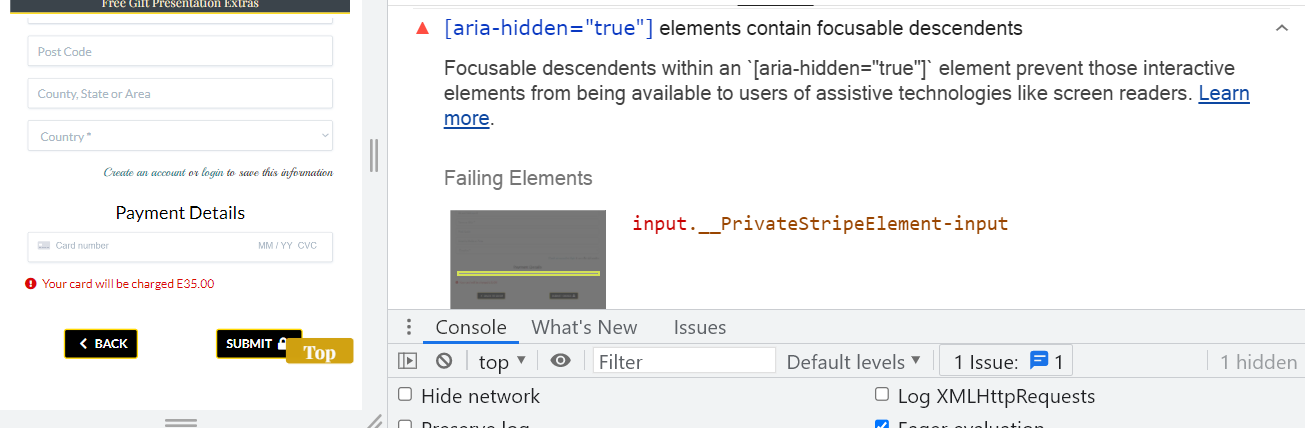 Free Gift Presentation Extras
Post Code
County, State or Area
Country *
Create an account or login to save this information
Payment Details
Card number MM / YY CVC
Your card will be charged E35.00
BACK
SUBMIT
Top
[aria-hidden="true"] elements contain focusable descendents
Focusable descendents within an `[aria-hidden="true"]` element prevent those interactive
elements from being available to users of assistive technologies like screen readers. Learn
more.
Failing Elements
input.__PrivateStripeElement-input
Console What's New Issues
top Filter Default levels 1 Issue: 1 1 hidden
Hide network Log XMLHttpRequests
Preserve log Eager evaluation